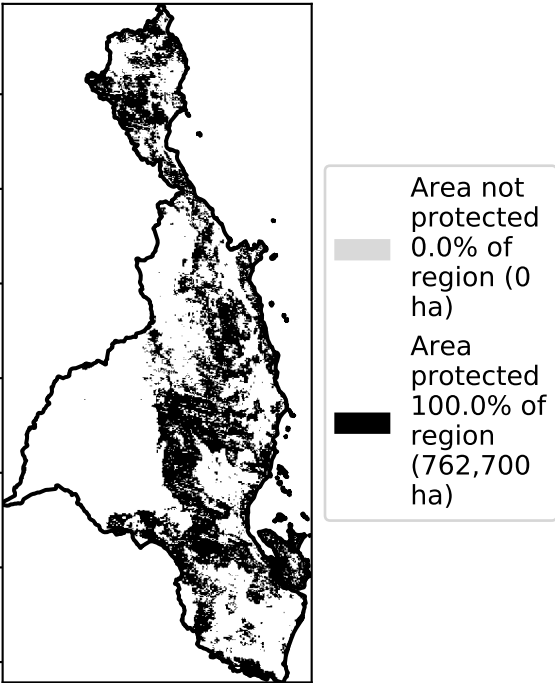 Area not
protected
0.0% of
region (0
ha)
Area
protected
100.0% of
region
(762,700
ha)